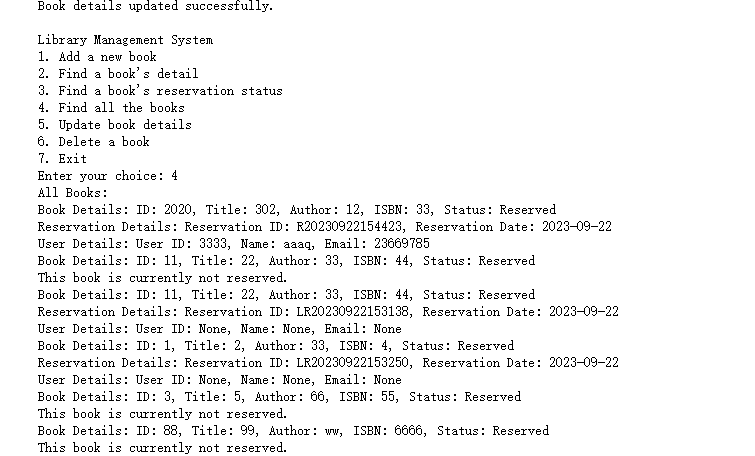 Book details updated successfully.
Library Management System
1. Add a new book
2. Find a book's detail
3. Find a book's reservation status
4. Find all the books
5. Update book details
6. Delete a book
7. Exit
Enter your choice: 4
All Books:
Book Details: ID: 2020, Title: 302, Author: 12, ISBN: 33, Status: Reserved
Reservation Details: Reservation ID: R20230922154423, Reservation Date: 2023-09-22
User Details: User ID: 3333, Name: aaaq, Email: 23669785
Book Details: ID: 11, Title: 22, Author: 33, ISBN: 44, Status: Reserved
This book is currently not reserved.
Book Details: ID: 11, Title: 22, Author: 33, ISBN: 44, Status: Reserved
Reservation Details: Reservation ID: LR20230922153138, Reservation Date: 2023-09-22
User Details: User ID: None, Name: None, Email: None
Book Details: ID: 1, Title: 2, Author: 33, ISBN: 4, Status: Reserved
Reservation Details: Reservation ID: LR20230922153250, Reservation Date: 2023-09-22
User Details: User ID: None, Name: None, Email: None
Book Details: ID: 3, Title: 5, Author: 66, ISBN: 55, Status: Reserved
This book is currently not reserved.
Book Details: ID: 88, Title: 99, Author: ww, ISBN: 6666, Status: Reserved
This book is currently not reserved.